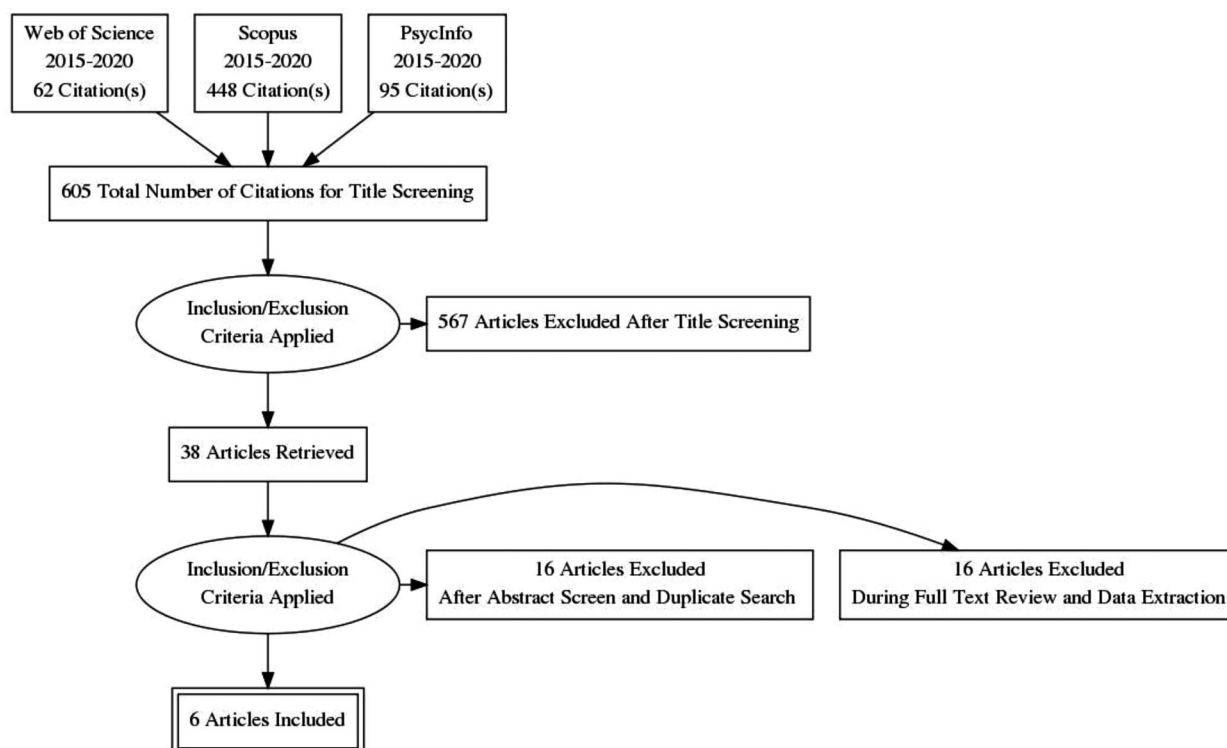 Web of Science
2015-2020
62 Citation(s)
Scopus
2015-2020
448 Citation(s)
PsycInfo
2015-2020
95 Citation(s)
605 Total Number of Citations for Title Screening
Inclusion/Exclusion
Criteria Applied
567 Articles Excluded After Title Screening
38 Articles Retrieved
Inclusion/Exclusion
Criteria Applied
16 Articles Excluded
After Abstract Screen and Duplicate Search
16 Articles Excluded
During Full Text Review and Data Extraction
6 Articles Included